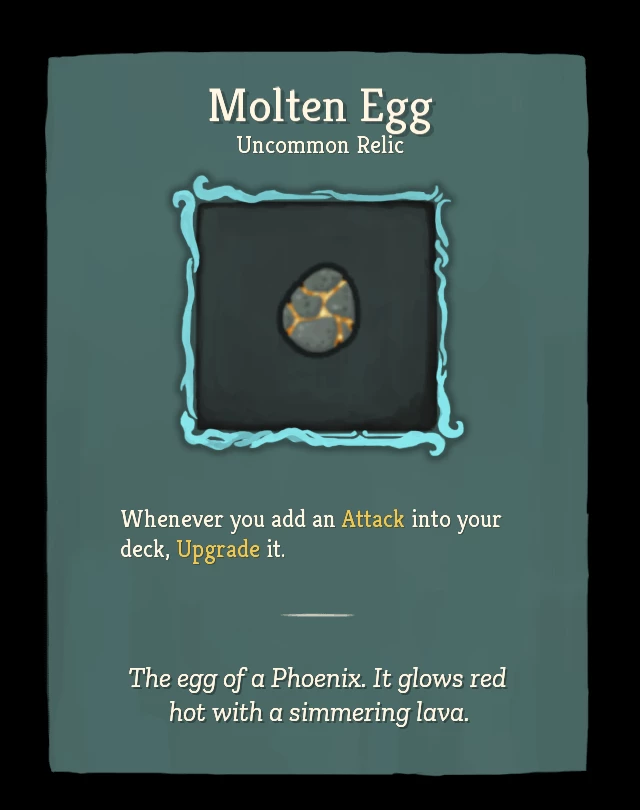 Molten Egg
Uncommon Relic
Whenever you add an Attack into your
deck, Upgrade it.
The egg of a Phoenix. It glows red
hot with a simmering lava.